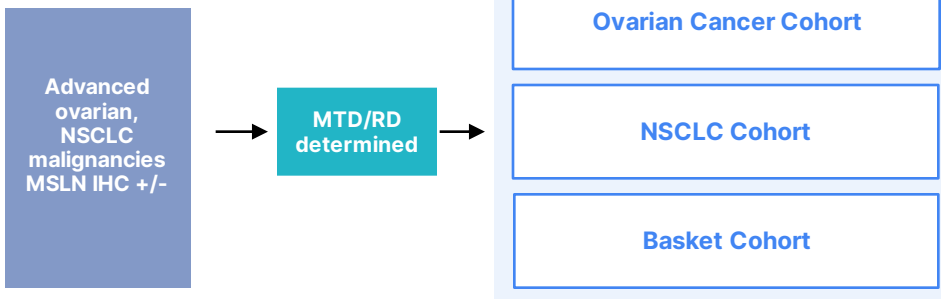 Advanced
ovarian,
NSCLC
malignancies
MSLN IHC +/-
MTD/RD
determined
Ovarian Cancer Cohort
NSCLC Cohort
Basket Cohort